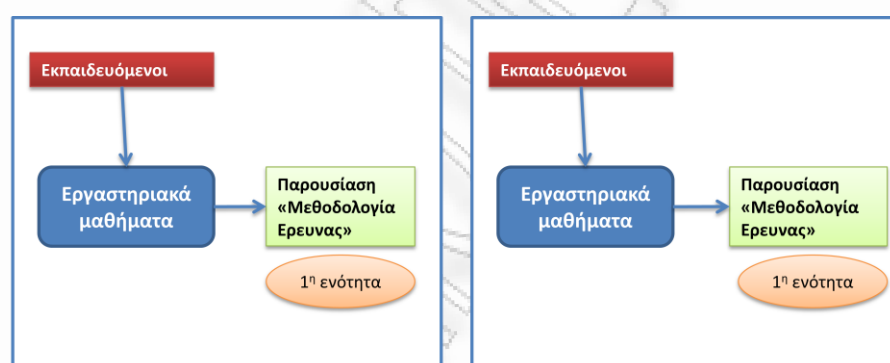 Εκπαιδευόμενοι
Εργαστηριακά
μαθήματα
Παρουσίαση
«Μεθοδολογία
Ερευνας»
1η ενότητα
Εκπαιδευόμενοι
Εργαστηριακά
μαθήματα
Παρουσίαση
«Μεθοδολογία
Ερευνας»
1η ενότητα